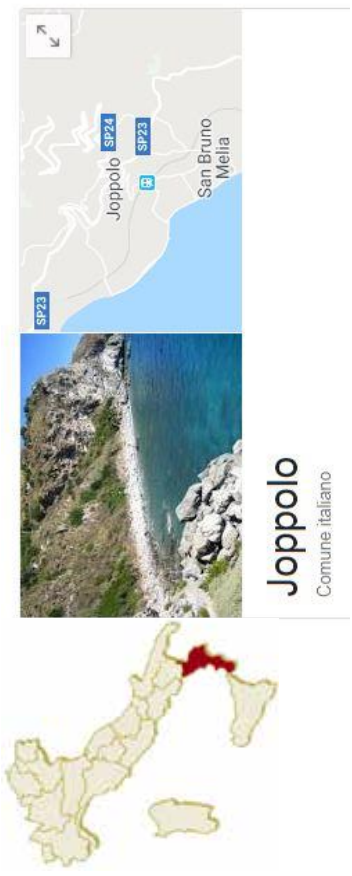 Joppolo
Comune italiano
SP23
SP24
Joppolo
SP23
San Bruno
Melia